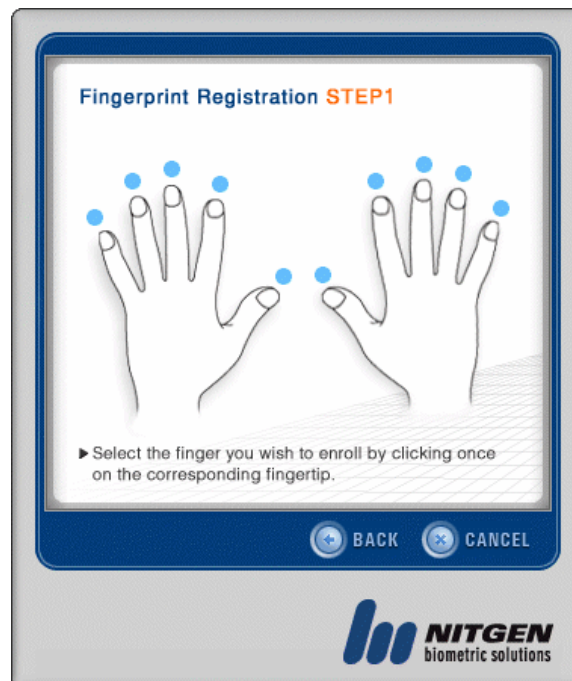 Fingerprint Registration STEP1
Select the finger you wish to enroll by clicking once
on the corresponding fingertip.
BACK CANCEL
NITGEN
biometric solutions